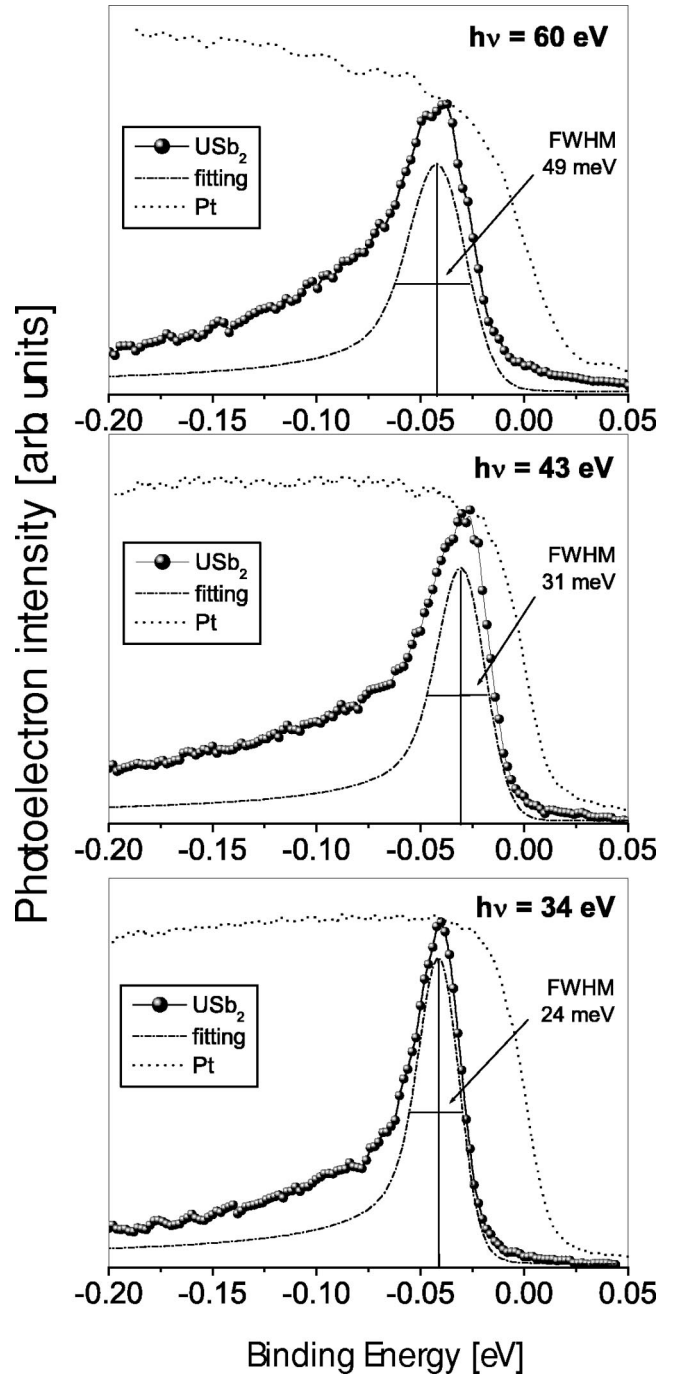 Photoelectron intensity [arb units]
hν = 60 eV
USb₂
fitting
Pt
FWHM
49 meV
-0.20 -0.15 -0.10 -0.05 0.00 0.05
hν = 43 eV
USb₂
fitting
Pt
FWHM
31 meV
-0.20 -0.15 -0.10 -0.05 0.00 0.05
hν = 34 eV
USb₂
fitting
Pt
FWHM
24 meV
-0.20 -0.15 -0.10 -0.05 0.00 0.05
Binding Energy [eV]